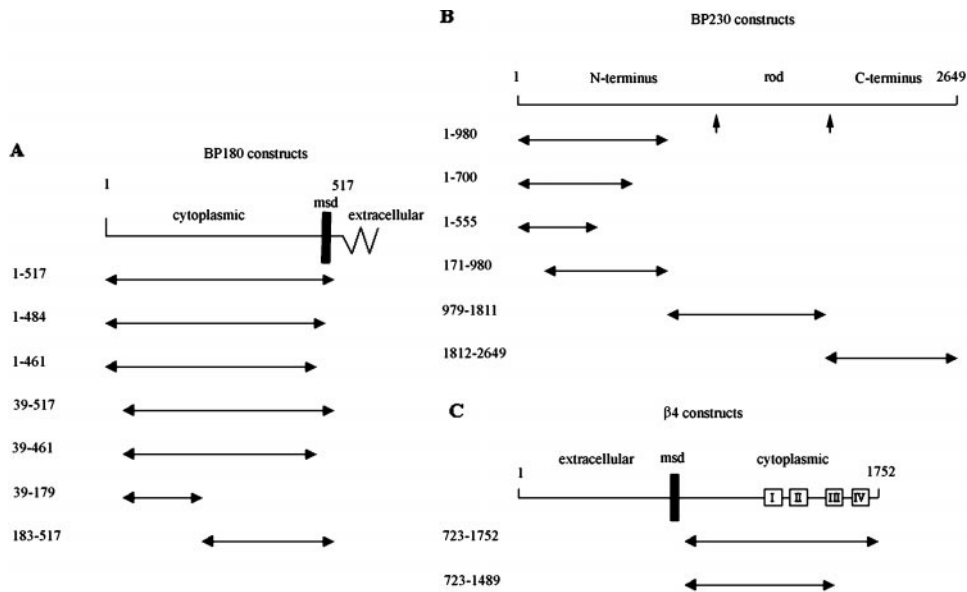 A
BP180 constructs
1
517
msd
cytoplasmic
extracellular
1-517
1-484
1-461
39-517
39-461
39-179
183-517
B
BP230 constructs
1
2649
N-terminus
rod
C-terminus
1-980
1-700
1-555
171-980
979-1811
1812-2649
C
β4 constructs
1
extracellular
msd
cytoplasmic
1752
I II III IV
723-1752
723-1489